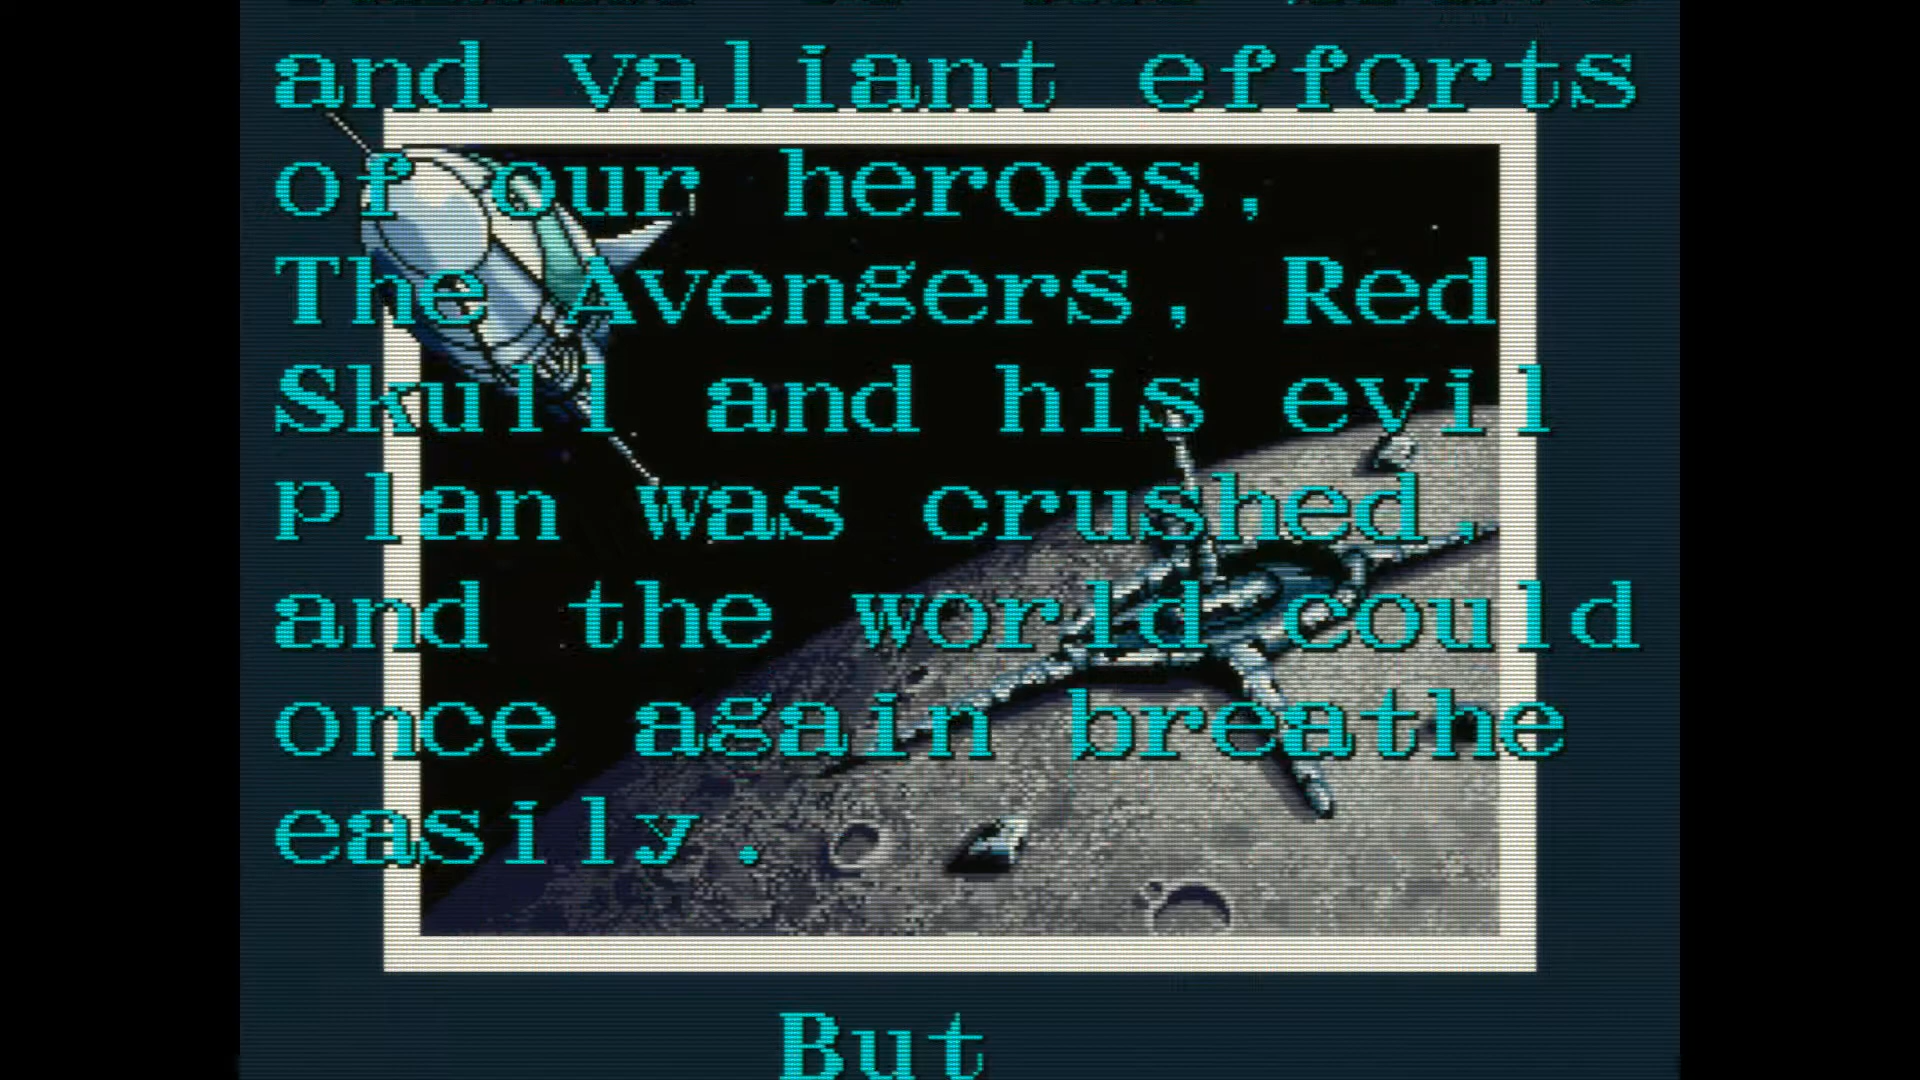 and valiant efforts
of our heroes,
The Avengers, Red
Skull and his evil
plan was crushed,
and the world could
once again breathe
easily.
But